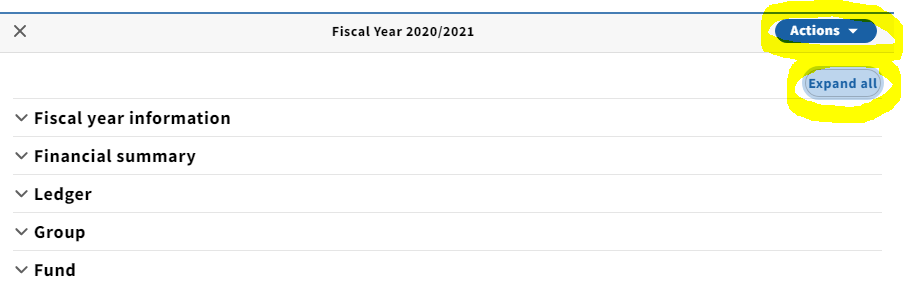 Fiscal Year 2020/2021
Actions
Expand all
Fiscal year information
Financial summary
Ledger
Group
Fund